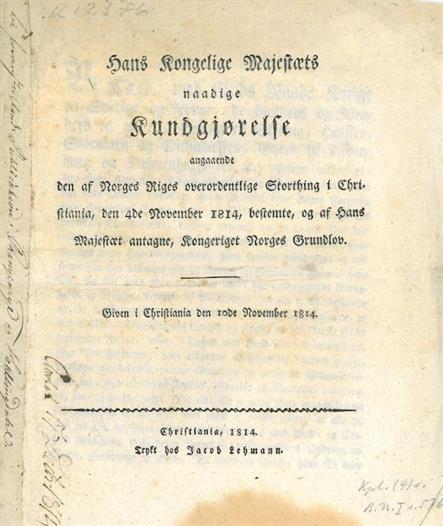 K 12376
Hans Kongelige Majestæts
naadige
Kundgjørelse
angaaende
den af Norges Riges overordentlige Storthing i Chri-
stiania, den 4de November 1814, bestemte, og af Hans
Majestæt antagne, Kongeriget Norges Grundlov.
Given i Christiania den 10de November 1814.
Christiania, 1814.
Trykt hos Jacob Lehmann.